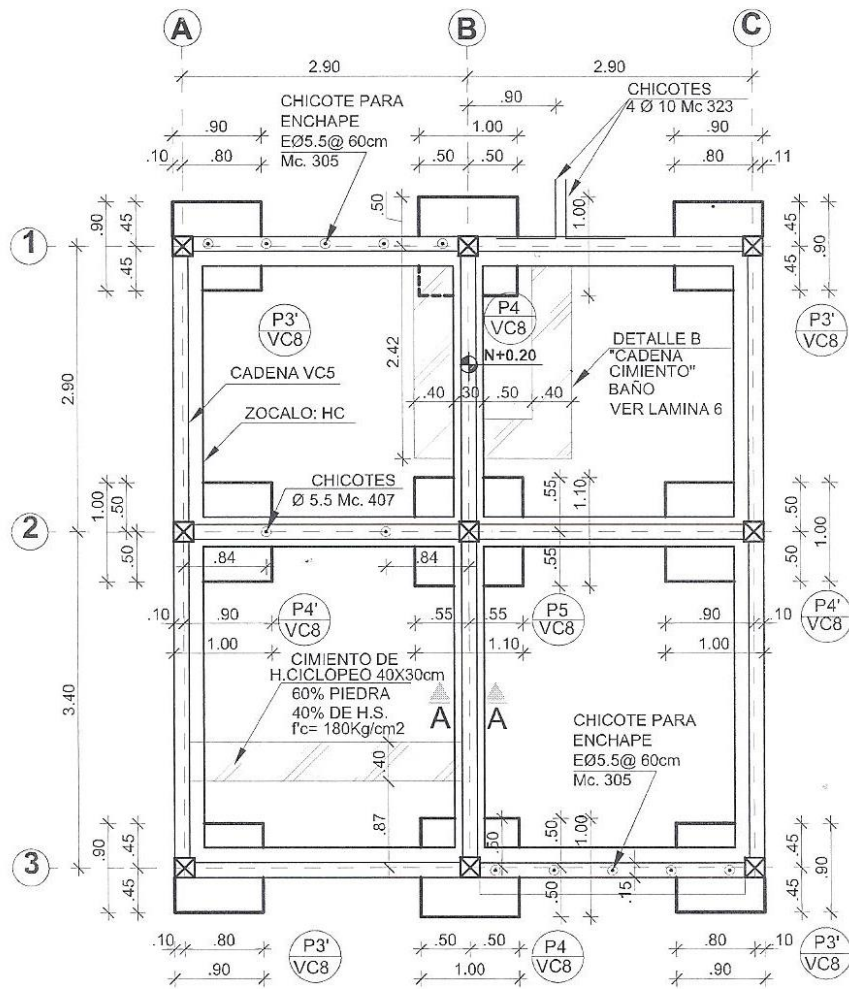 A
B
C
2.90
2.90
CHICOTES
4 Ø 10 Mc 323
.90
CHICOTE PARA
ENCHAPE
EØ5.5@ 60cm
Mc. 305
.90
1.00
.90
.10
.80
.50
.50
.80
.11
.50
1.00
.90
.45
.45
.45
.45
.90
1
P3'
VC8
P4
VC8
P3'
VC8
N+0.20
DETALLE B
"CADENA
CIMIENTO"
BAÑO
VER LAMINA 6
2.42
CADENA VC5
.40
.30
.50
.40
2.90
ZOCALO: HC
CHICOTES
Ø 5.5 Mc. 407
1.00
.50
.50
.55
.55
1.10
.50
.50
1.00
2
.84
.84
.10
.90
P4'
VC8
.55
.55
P5
VC8
.90
.10
P4'
VC8
1.00
1.10
1.00
CIMIENTO DE
H.CICLOPEO 40X30cm
60% PIEDRA
40% DE H.S.
f'c= 180Kg/cm2
A
A
3.40
CHICOTE PARA
ENCHAPE
EØ5.5@ 60cm
Mc. 305
.40
.87
.90
.45
.45
.50
.50
.50
1.00
.15
.45
.45
.90
3
.10
.80
P3'
VC8
.50
.50
P4
VC8
.80
.10
P3'
VC8
.90
1.00
.90